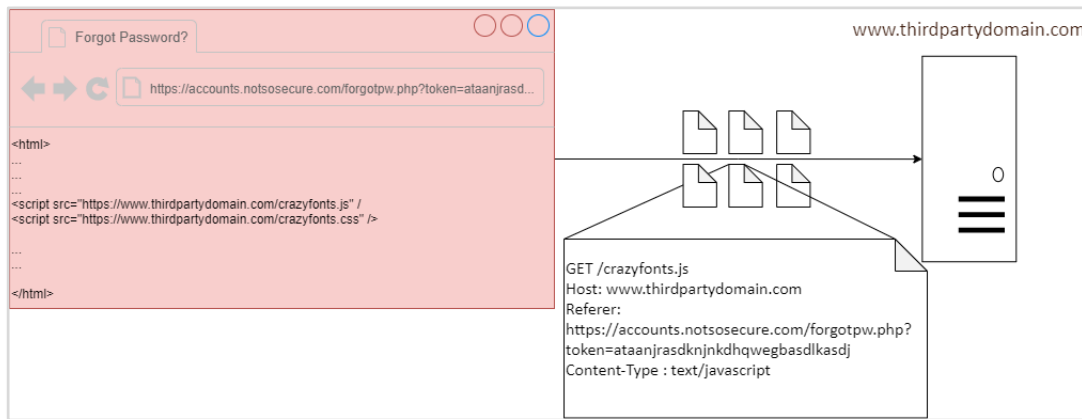 Forgot Password?
https://accounts.notsosecure.com/forgotpw.php?token=ataanjrasd...
<html>
...
...
...
<script src="https://www.thirdpartydomain.com/crazyfonts.js" /
<script src="https://www.thirdpartydomain.com/crazyfonts.css" />
...
...
</html>
www.thirdpartydomain.com
GET /crazyfonts.js
Host: www.thirdpartydomain.com
Referer:
https://accounts.notsosecure.com/forgotpw.php?
token=ataanjrasdknjnkdhqwegbasdlkasdj
Content-Type : text/javascript